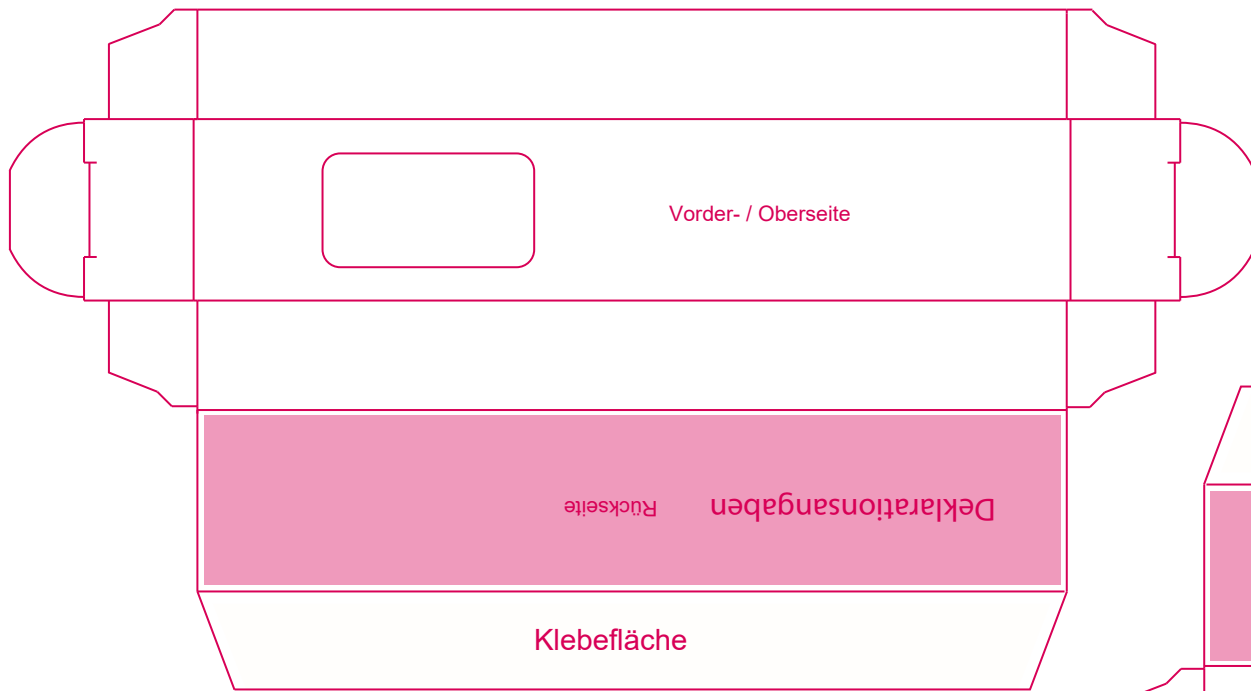 Vorder- / Oberseite
Deklarationsangaben Rückseite
Klebefläche